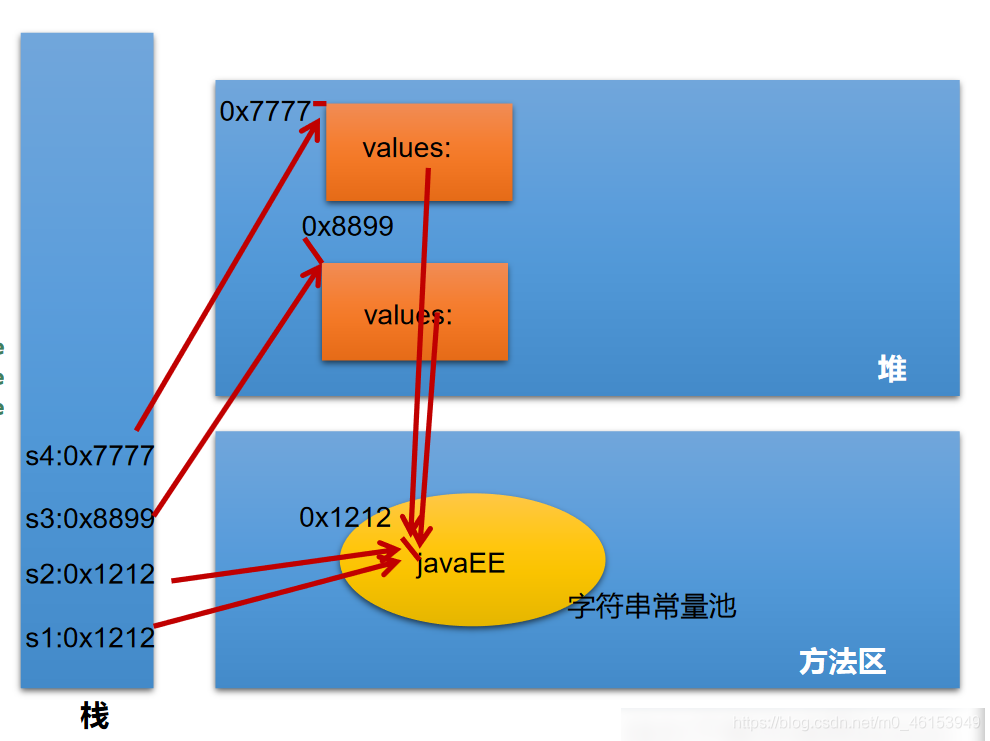 0x7777
values:
0x8899
values:
堆
e
e
e
s4:0x7777
s3:0x8899
s2:0x1212
s1:0x1212
栈
0x1212
javaEE
字符串常量池
方法区
https://blog.csdn.net/m0_46153949